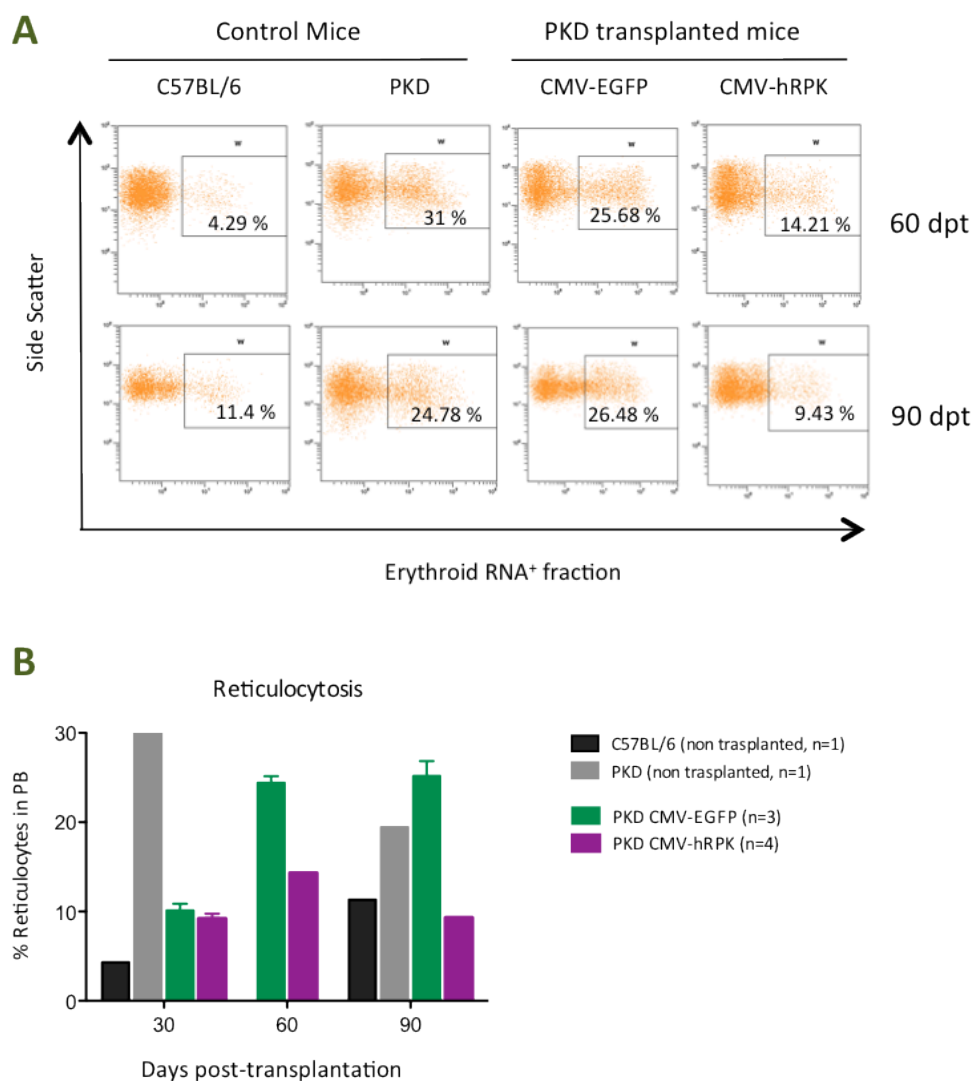 A
Control Mice
PKD transplanted mice
C57BL/6
PKD
CMV-EGFP
CMV-hRPK
w
w
w
w
4.29 %
31 %
25.68 %
14.21 %
60 dpt
Side Scatter
w
w
w
w
11.4 %
24.78 %
26.48 %
9.43 %
90 dpt
Erythroid RNA⁺ fraction
B
Reticulocytosis
% Reticulocytes in PB
30
20
10
0
30
60
90
Days post-transplantation
C57BL/6 (non trasplanted, n=1)
PKD (non trasplanted, n=1)
PKD CMV-EGFP (n=3)
PKD CMV-hRPK (n=4)